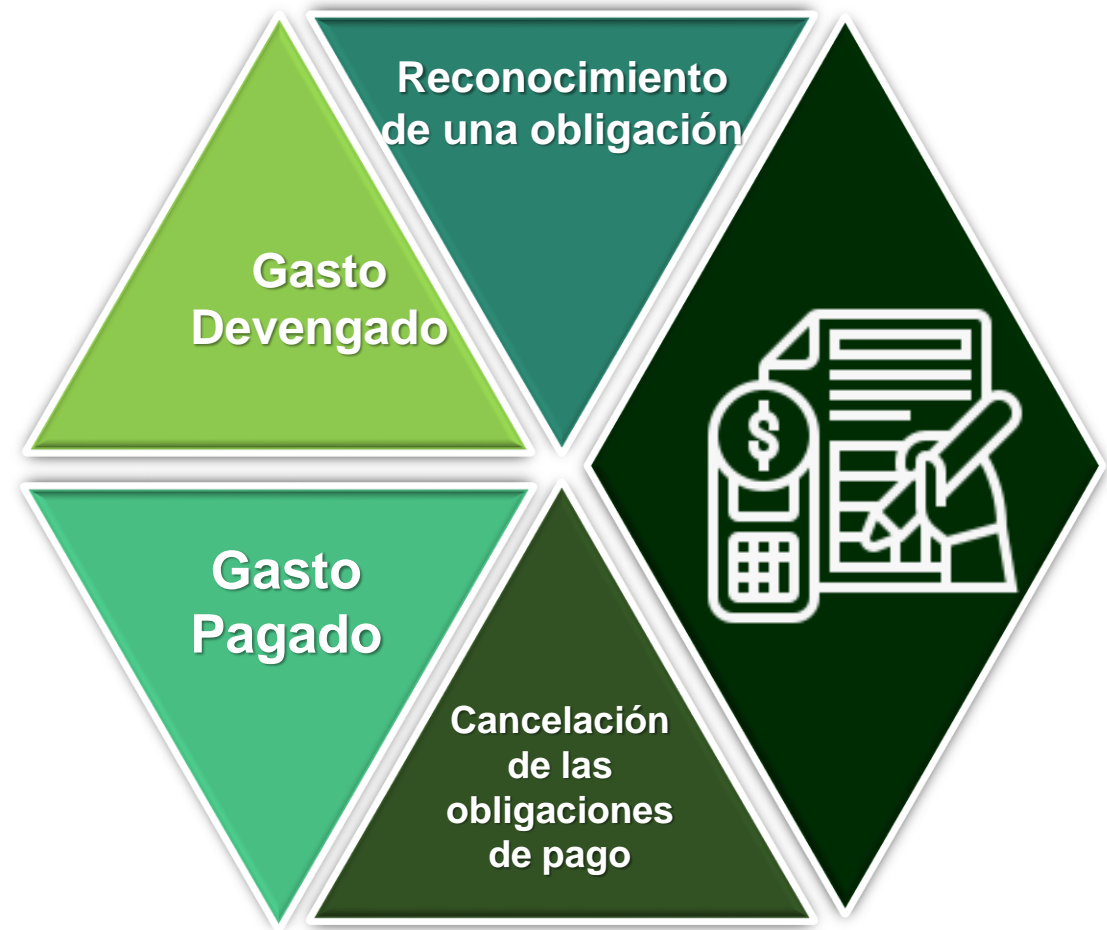 Reconocimiento
de una obligación
Gasto
Devengado
$
Gasto
Pagado
Cancelación
de las
obligaciones
de pago